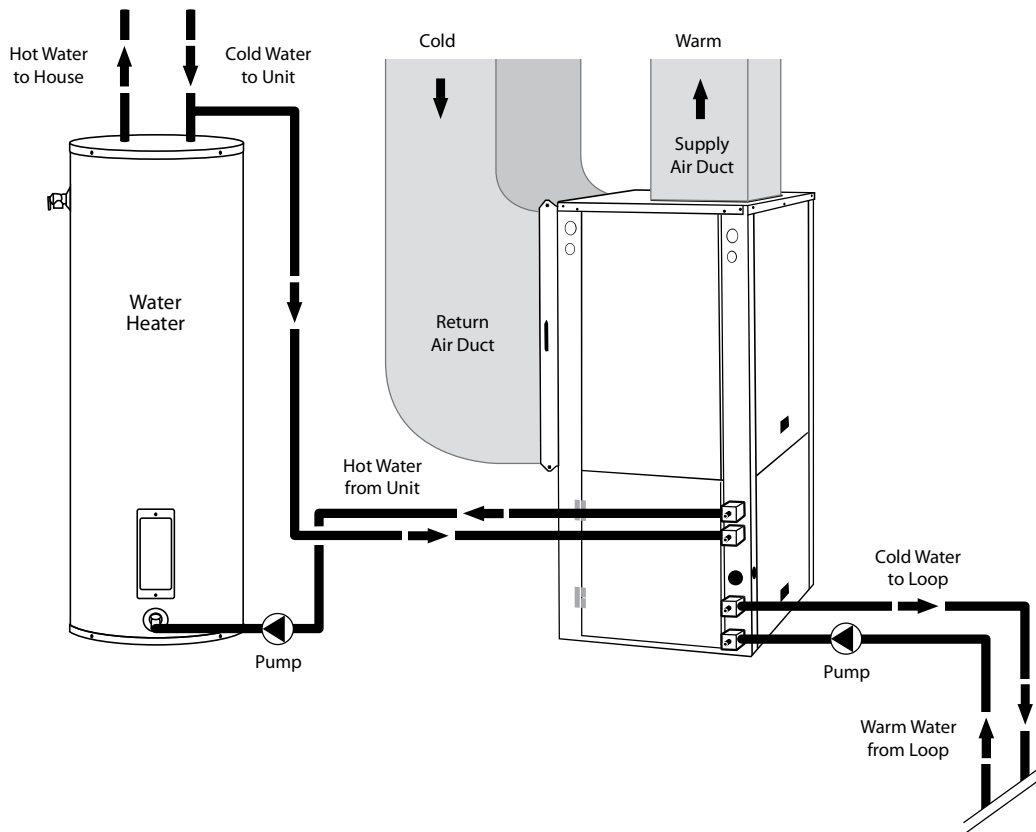 Hot Water
to House
Cold Water
to Unit
Cold
Warm
Supply
Air Duct
Water
Heater
Return
Air Duct
Hot Water
from Unit
Cold Water
to Loop
Pump
Pump
Warm Water
from Loop